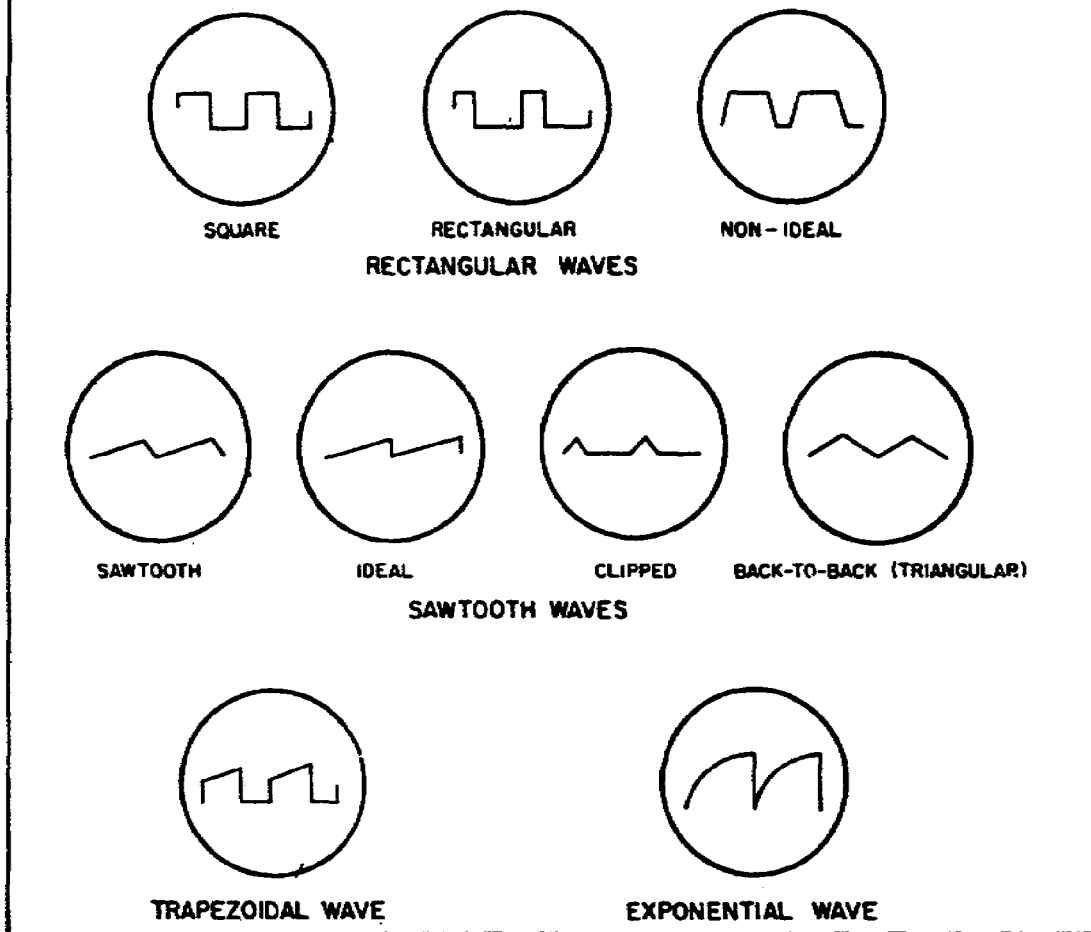 SQUARE RECTANGULAR NON-IDEAL
RECTANGULAR WAVES
SAWTOOTH IDEAL CLIPPED BACK-TO-BACK (TRIANGULAR)
SAWTOOTH WAVES
TRAPEZOIDAL WAVE EXPONENTIAL WAVE